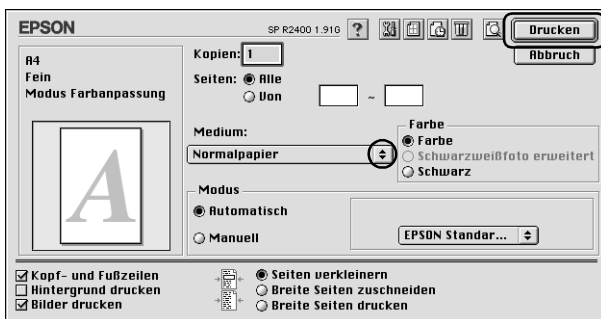 EPSON
SP R2400 1.91G
?
Drucken
Abbruch
A4
Fein
Modus Farbanpassung
A
Kopien: 1
Seiten: Alle
Von
~
Medium:
Normalpapier
Farbe
Farbe
Schwarzweißfoto erweitert
Schwarz
Modus
Automatisch
Manuell
EPSON Standar...
Kopf- und Fußzeilen
Hintergrund drucken
Bilder drucken
Seiten verkleinern
Breite Seiten zuschneiden
Breite Seiten drucken